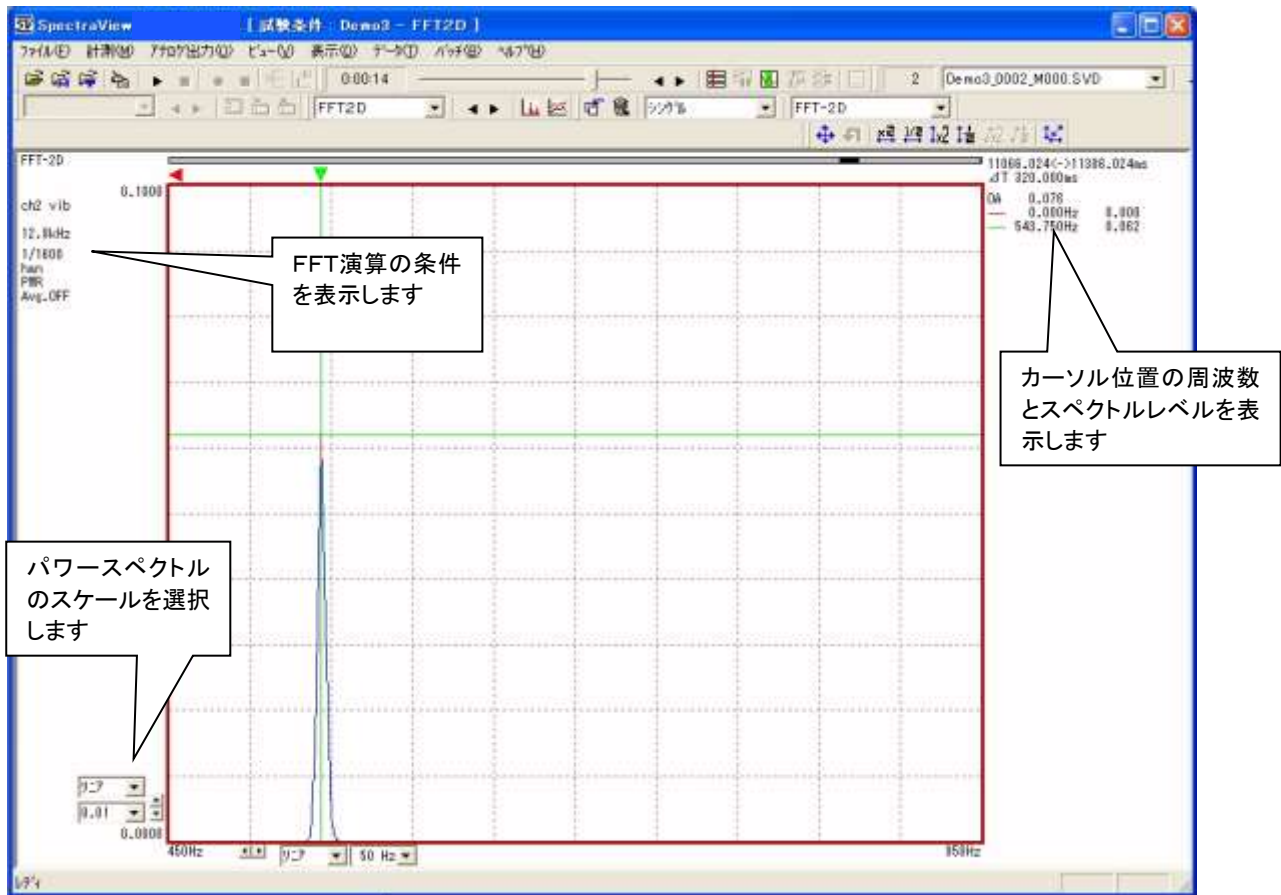 SpectraView [ 試験条件 : Demo3 - FFT2D ]
ファイル(F) 計測(M) アナログ出力(O) ビュー(V) 表示(D) データ(T) バッチ(B) ヘルプ(H)
0:00:14 2 Demo3_0002_M000.SVD
FFT2D シングル FFT-2D
FFT-2D
11066.024<->11386.024ms
⊿T 320.000ms
OA 0.076
0.000Hz 0.000
543.750Hz 0.062
0.1000
ch2 vib
12.8kHz
1/1600
han
PWR
Avg.OFF
FFT演算の条件
を表示します
カーソル位置の周波数
とスペクトルレベルを表
示します
パワースペクトル
のスケールを選択
します
リニア
0.01
0.0000
450Hz リニア 50 Hz 950Hz
レディ